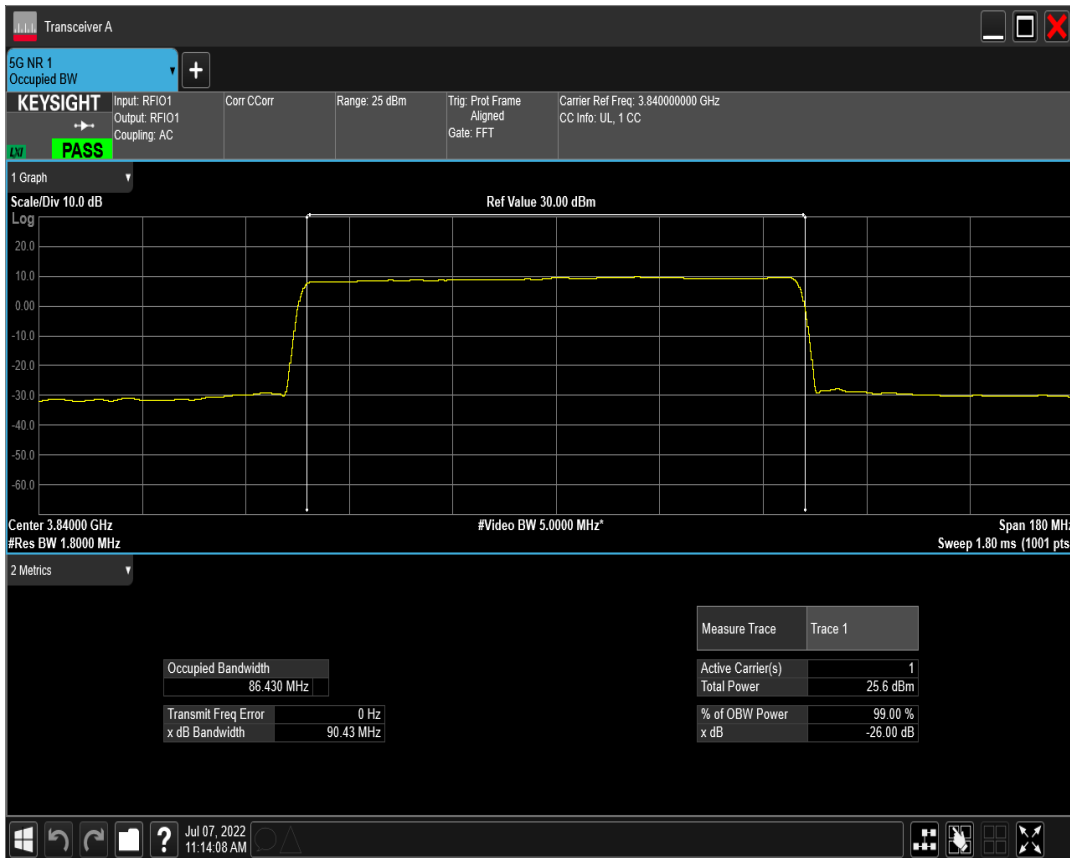 Transceiver A
5G NR 1
Occupied BW
+
KEYSIGHT
LXI
PASS
Input: RFIO1
Output: RFIO1
Coupling: AC
Corr CCorr
Range: 25 dBm
Trig: Prot Frame
Aligned
Gate: FFT
Carrier Ref Freq: 3.840000000 GHz
CC Info: UL, 1 CC
1 Graph
Scale/Div 10.0 dB
Ref Value 30.00 dBm
Log
20.0
10.0
0.00
-10.0
-20.0
-30.0
-40.0
-50.0
-60.0
Center 3.84000 GHz
#Video BW 5.0000 MHz*
Span 180 MHz
#Res BW 1.8000 MHz
Sweep 1.80 ms (1001 pts
2 Metrics
Measure Trace Trace 1
Occupied Bandwidth
86.430 MHz
Active Carrier(s) 1
Total Power 25.6 dBm
Transmit Freq Error 0 Hz
x dB Bandwidth 90.43 MHz
% of OBW Power 99.00 %
x dB -26.00 dB
?
Jul 07, 2022
11:14:08 AM